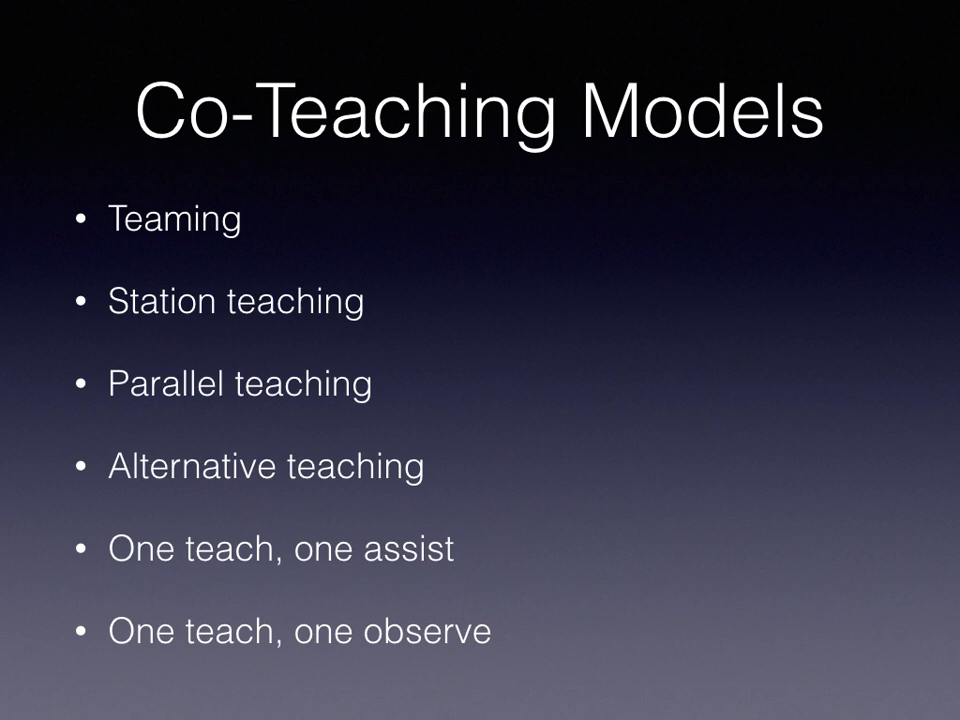 Co-Teaching Models
• Teaming
• Station teaching
• Parallel teaching
• Alternative teaching
• One teach, one assist
• One teach, one observe